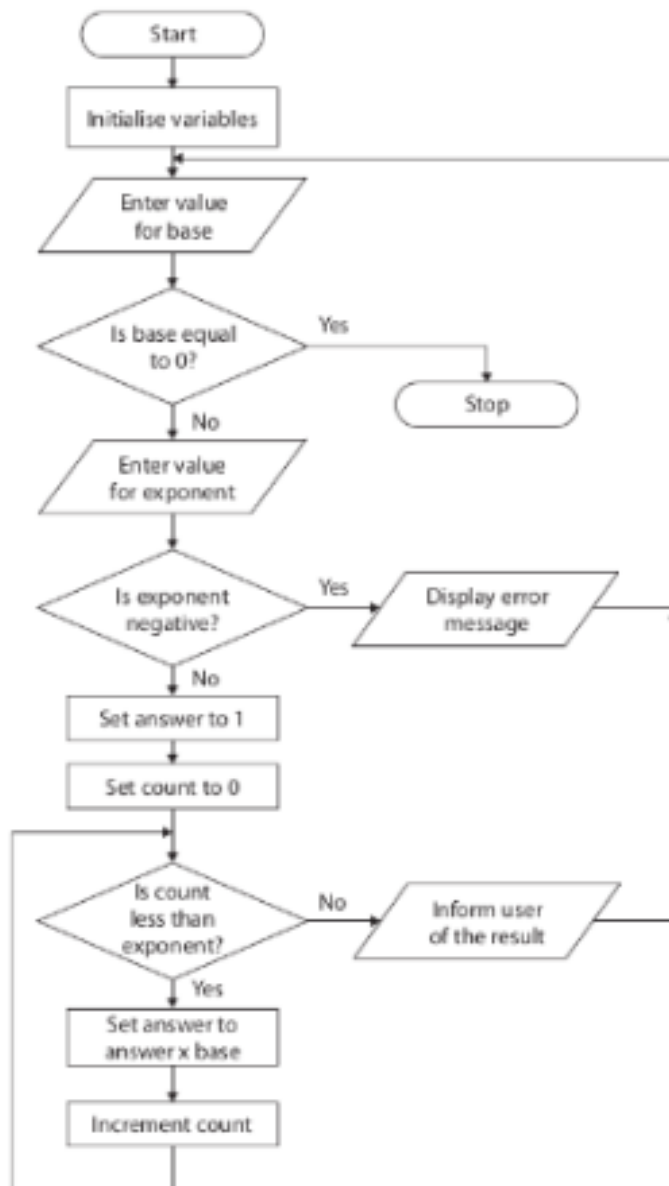 Start
Initialise variables
Enter value
for base
Is base equal
to 0?
Yes
Stop
No
Enter value
for exponent
Is exponent
negative?
Yes
Display error
message
No
Set answer to 1
Set count to 0
Is count
less than
exponent?
No
Inform user
of the result
Yes
Set answer to
answer x base
Increment count